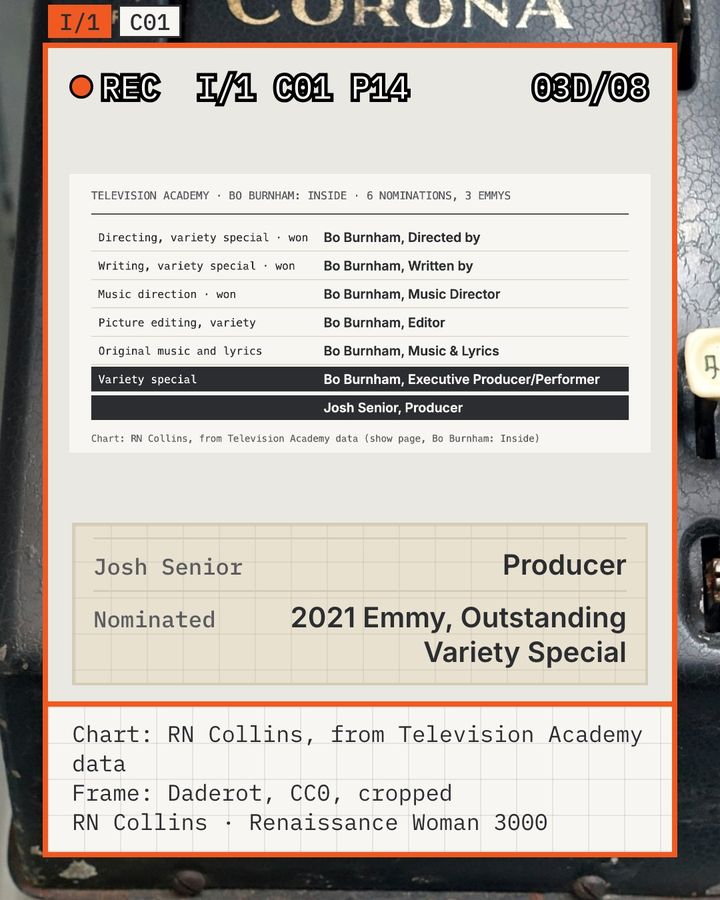 CORONA
I/1 C01
REC I/1 C01 P14 03D/08
TELEVISION ACADEMY · BO BURNHAM: INSIDE · 6 NOMINATIONS, 3 EMMYS
Directing, variety special · won Bo Burnham, Directed by
Writing, variety special · won Bo Burnham, Written by
Music direction · won Bo Burnham, Music Director
Picture editing, variety Bo Burnham, Editor
Original music and lyrics Bo Burnham, Music & Lyrics
Variety special Bo Burnham, Executive Producer/Performer
Josh Senior, Producer
Chart: RN Collins, from Television Academy data (show page, Bo Burnham: Inside)
Josh Senior Producer
Nominated 2021 Emmy, Outstanding
Variety Special
Chart: RN Collins, from Television Academy
data
Frame: Daderot, CC0, cropped
RN Collins · Renaissance Woman 3000